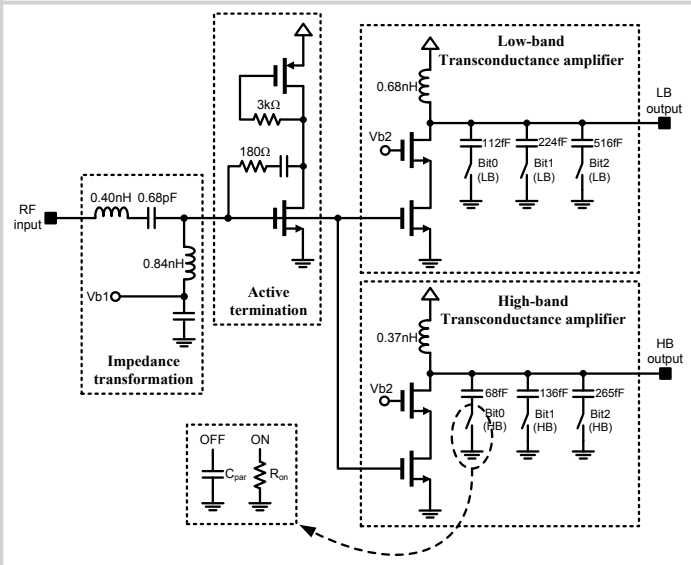 Low-band
Transconductance amplifier
0.68nH
LB
output
3kΩ
Vb2
112fF
224fF
516fF
Bit0
(LB)
Bit1
(LB)
Bit2
(LB)
180Ω
0.40nH
0.68pF
RF
input
0.84nH
Vb1
Active
termination
Impedance
transformation
High-band
Transconductance amplifier
0.37nH
HB
output
Vb2
68fF
136fF
265fF
Bit0
(HB)
Bit1
(HB)
Bit2
(HB)
OFF
ON
Cpar
Ron